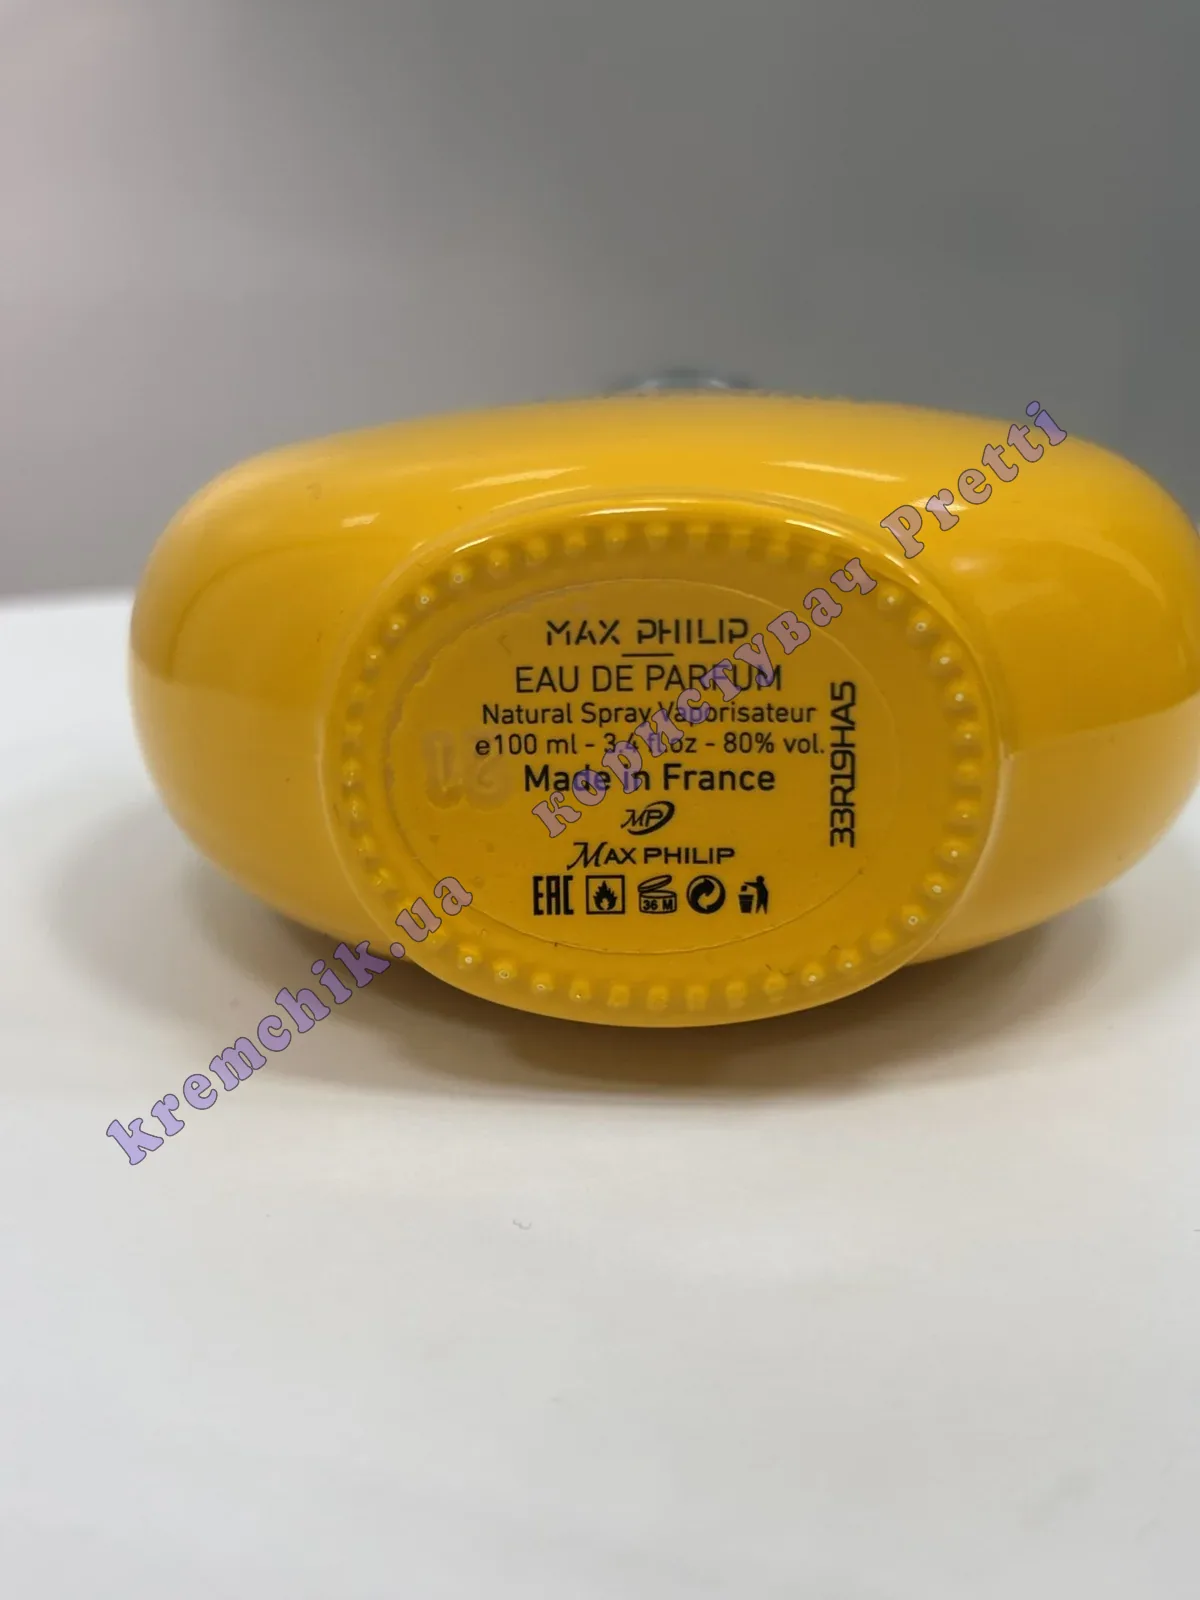 MAX PHILIP
EAU DE PARFUM
Natural Spray Vaporisateur
e100 ml - 3.4 fl.oz - 80% vol.
Made in France
MP
MAX PHILIP
EAC
36 M
33R19HA5
kremchik.ua
користувач Pretti